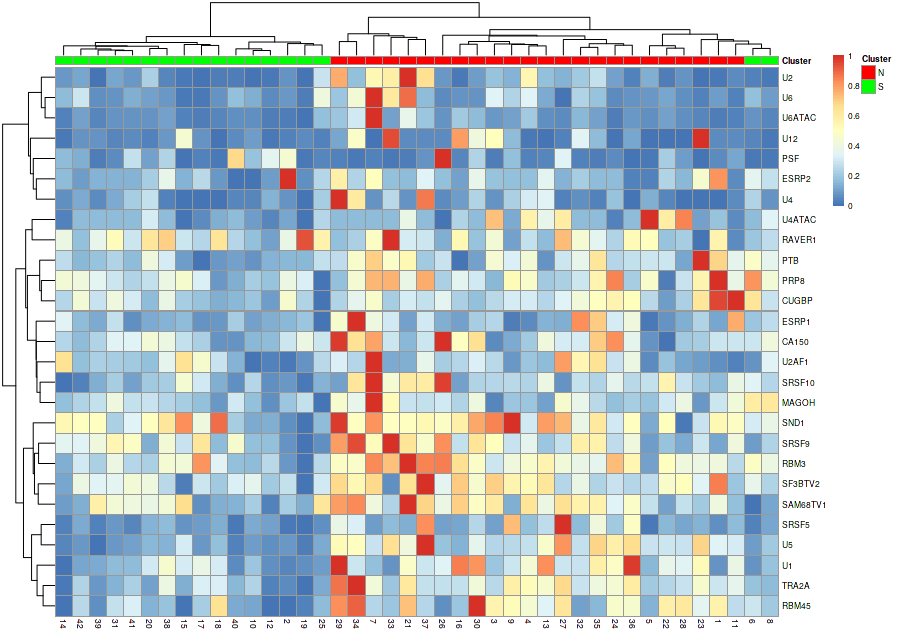 Cluster
U2
U6
U6ATAC
U12
PSF
ESRP2
U4
U4ATAC
RAVER1
PTB
PRP8
CUGBP
ESRP1
CA150
U2AF1
SRSF10
MAGOH
SND1
SRSF9
RBM3
SF3BTV2
SAM68TV1
SRSF5
U5
U1
TRA2A
RBM45
14 42 39 31 41 20 38 15 17 18 40 10 12 2 19 25 29 34 7 33 21 37 26 16 30 3 9 4 13 27 32 35 24 36 5 22 28 23 1 11 6 8
1
0.8
0.6
0.4
0.2
0
Cluster
N
S